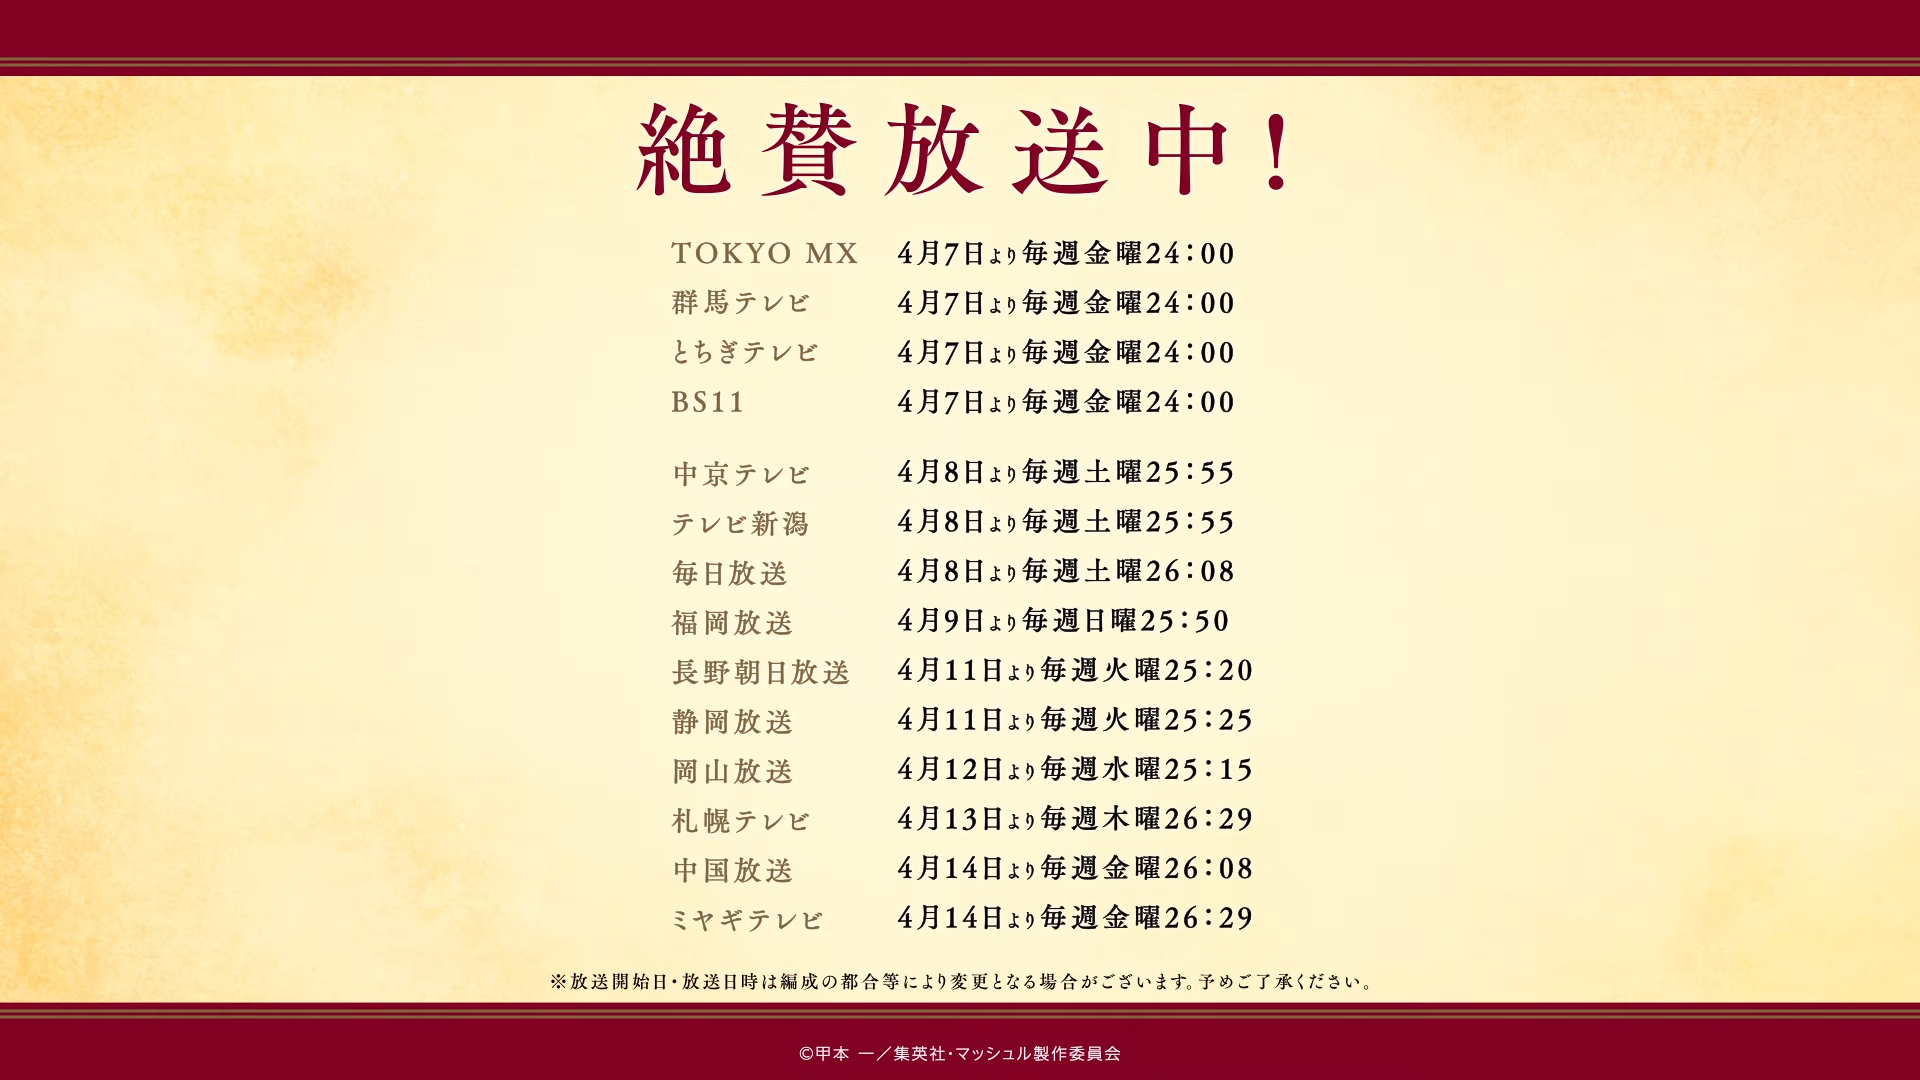 絶賛放送中!
TOKYO MX 4月7日より毎週金曜24:00
群馬テレビ 4月7日より毎週金曜24:00
とちぎテレビ 4月7日より毎週金曜24:00
BS11 4月7日より毎週金曜24:00
中京テレビ 4月8日より毎週土曜25:55
テレビ新潟 4月8日より毎週土曜25:55
毎日放送 4月8日より毎週土曜26:08
福岡放送 4月9日より毎週日曜25:50
長野朝日放送 4月11日より毎週火曜25:20
静岡放送 4月11日より毎週火曜25:25
岡山放送 4月12日より毎週水曜25:15
札幌テレビ 4月13日より毎週木曜26:29
中国放送 4月14日より毎週金曜26:08
ミヤギテレビ 4月14日より毎週金曜26:29
※放送開始日・放送日時は編成の都合等により変更となる場合がございます。予めご了承ください。
©甲本 一／集英社・マッシュル製作委員会